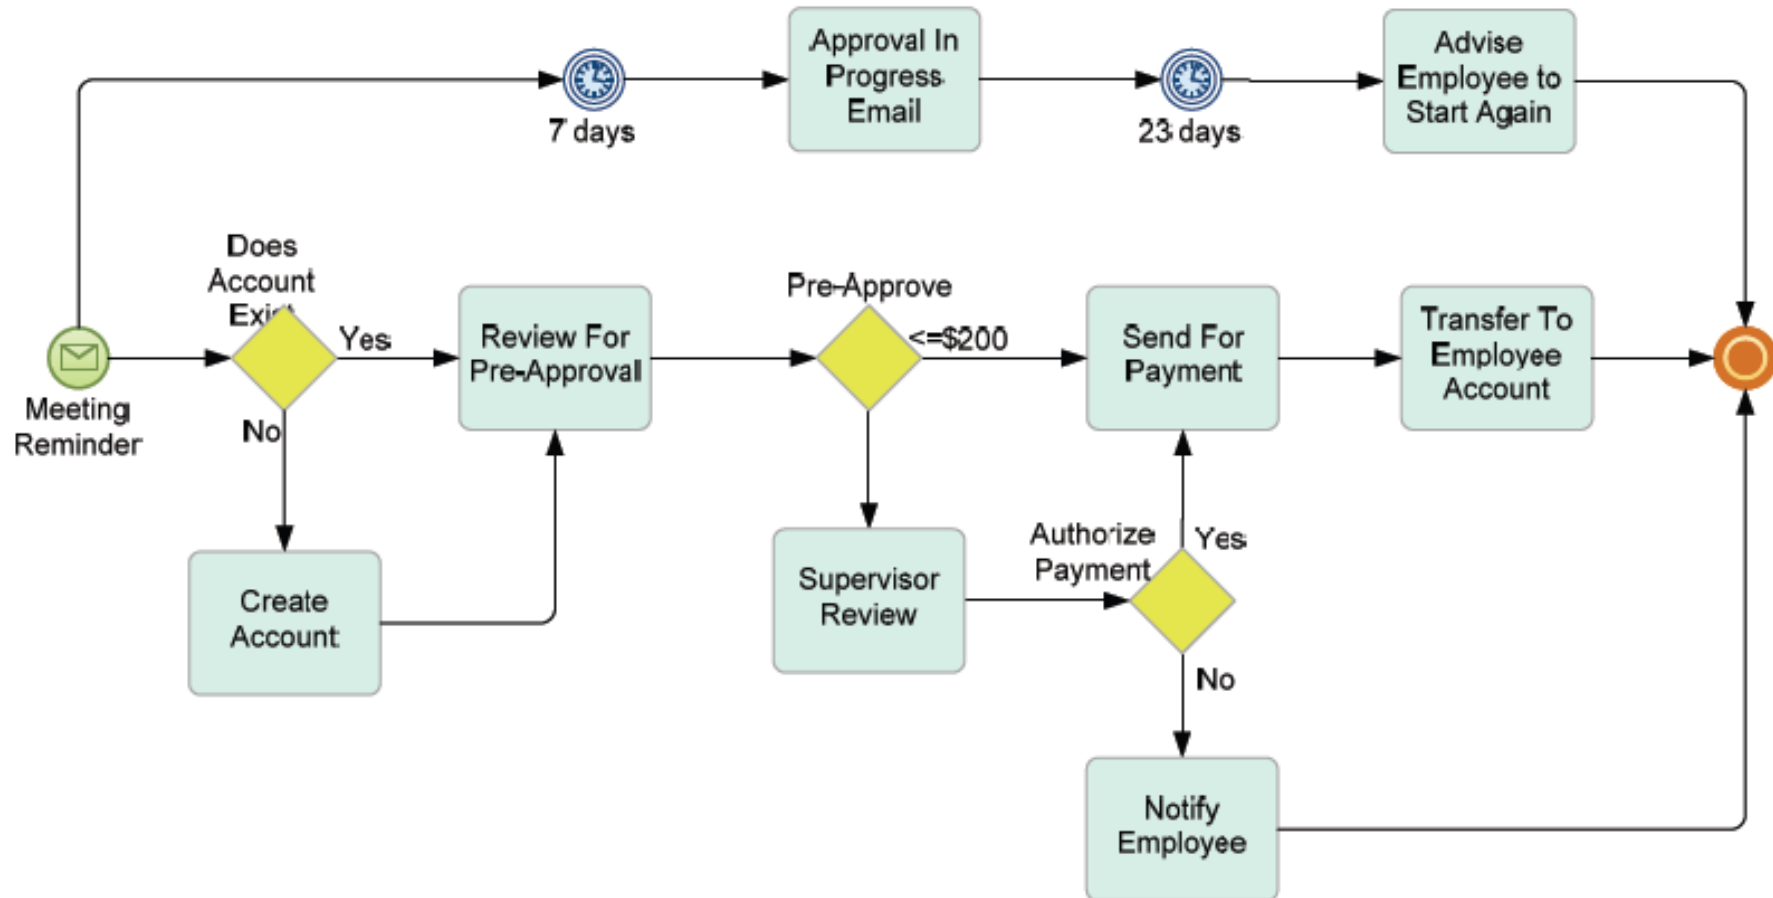 Approval In
Progress
Email
Advise
Employee to
Start Again
7 days
23 days
Does
Account
Exist
Pre-Approve
Yes
Review For
Pre-Approval
<=$200
Send For
Payment
Transfer To
Employee
Account
Meeting
Reminder
No
Create
Account
Supervisor
Review
Authorize
Payment
Yes
No
Notify
Employee